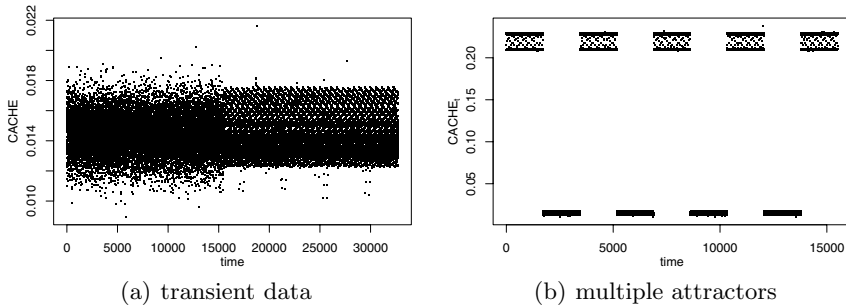 0.010 0.014 0.018 0.022
CACHE
0 5000 10000 15000 20000 25000 30000
time
(a) transient data
0.05 0.10 0.15 0.20
CACHEt
0 5000 10000 15000
time
(b) multiple attractors